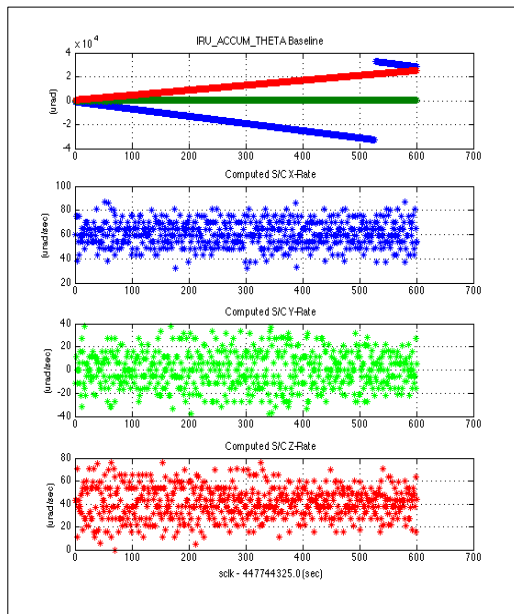 IRU_ACCUM_THETA Baseline
x 10^4
4
2
0
-2
-4
(urad)
0 100 200 300 400 500 600 700
Computed S/C X-Rate
100
80
60
40
20
(urad/sec)
0 100 200 300 400 500 600 700
Computed S/C Y-Rate
40
20
0
-20
-40
(urad/sec)
0 100 200 300 400 500 600 700
Computed S/C Z-Rate
80
60
40
20
0
(urad/sec)
0 100 200 300 400 500 600 700
sclk - 447744325.0 (sec)